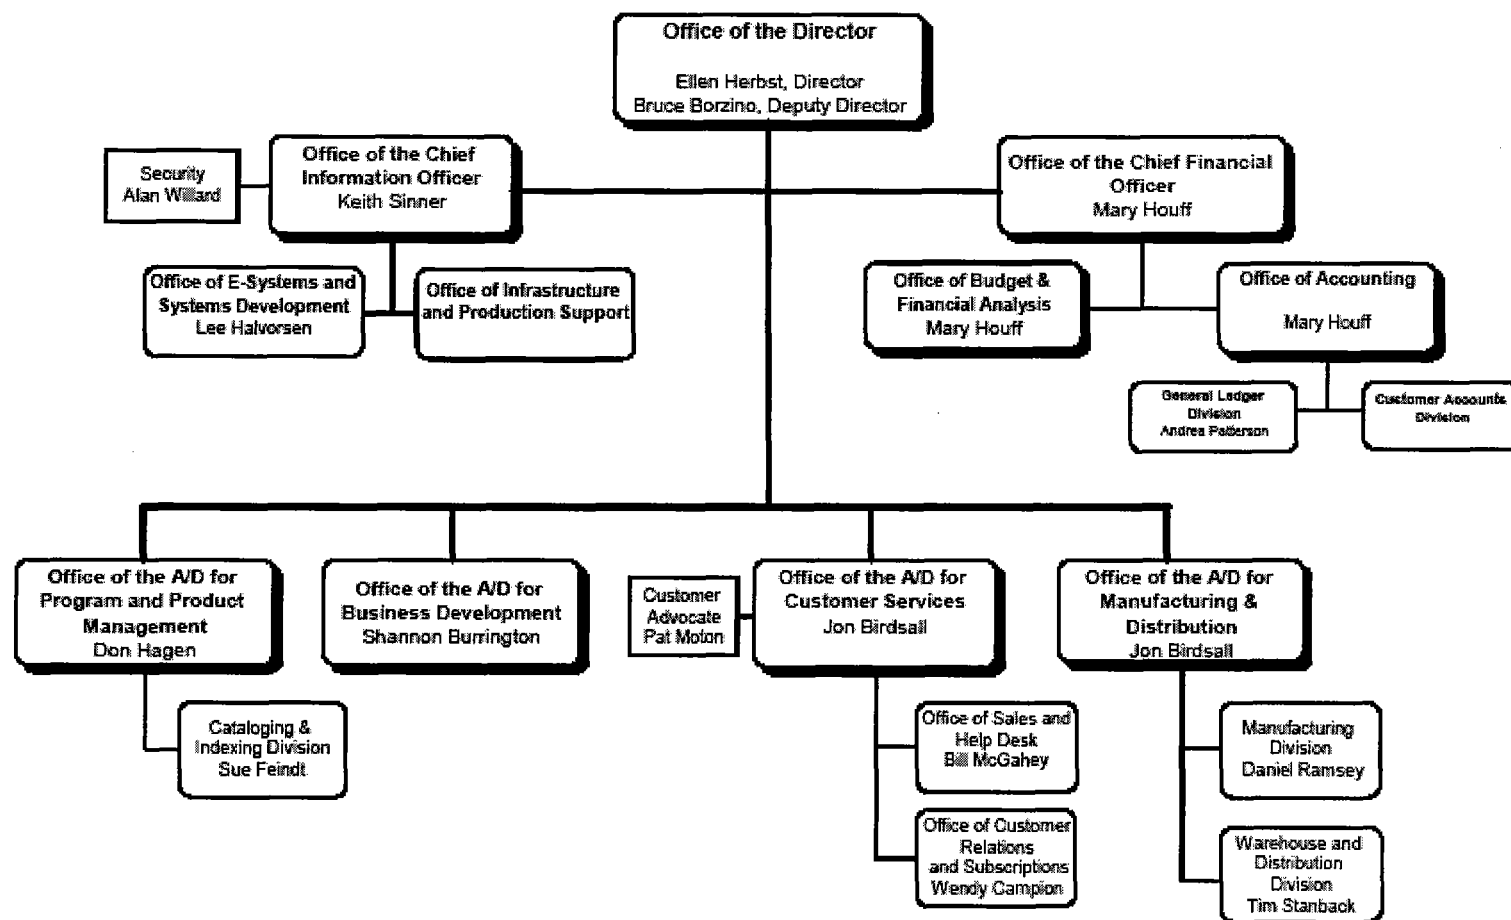 Office of the Director
Ellen Herbst, Director
Bruce Borzino, Deputy Director
Security
Alan Willard
Office of the Chief
Information Officer
Keith Sinner
Office of the Chief Financial
Officer
Mary Houff
Office of E-Systems and
Systems Development
Lee Halvorsen
Office of Infrastructure
and Production Support
Office of Budget &
Financial Analysis
Mary Houff
Office of Accounting
Mary Houff
General Ledger
Division
Andrea Patterson
Customer Accounts
Division
Office of the A/D for
Program and Product
Management
Don Hagen
Office of the A/D for
Business Development
Shannon Burrington
Customer
Advocate
Pat Moton
Office of the A/D for
Customer Services
Jon Birdsall
Office of the A/D for
Manufacturing &
Distribution
Jon Birdsall
Cataloging &
Indexing Division
Sue Feindt
Office of Sales and
Help Desk
Bill McGahey
Office of Customer
Relations
and Subscriptions
Wendy Campion
Manufacturing
Division
Daniel Ramsey
Warehouse and
Distribution
Division
Tim Stanback